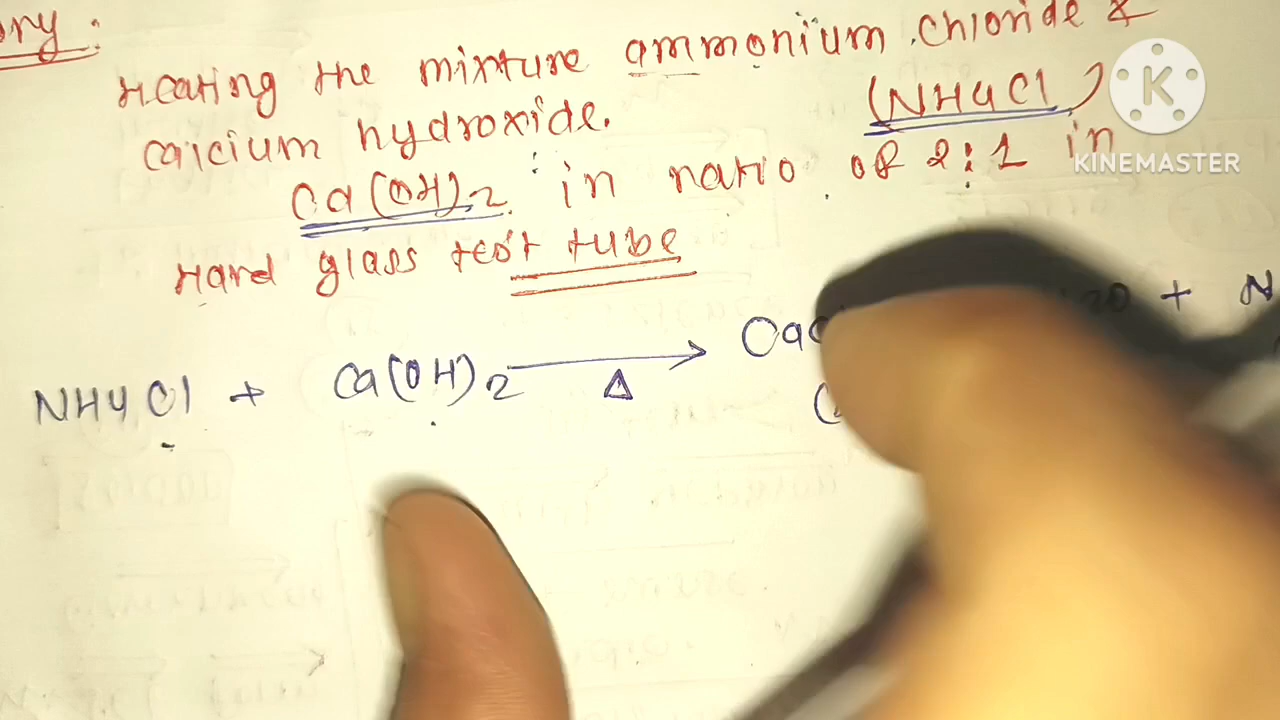 ory:
Heating the mixture ammonium chloride &
calcium hydroxide. (NH4Cl)
Ca(OH)2 in ratio of 2:1 in
Hard glass test tube
NH4Cl + Ca(OH)2 → Δ + N
K
KINEMASTER